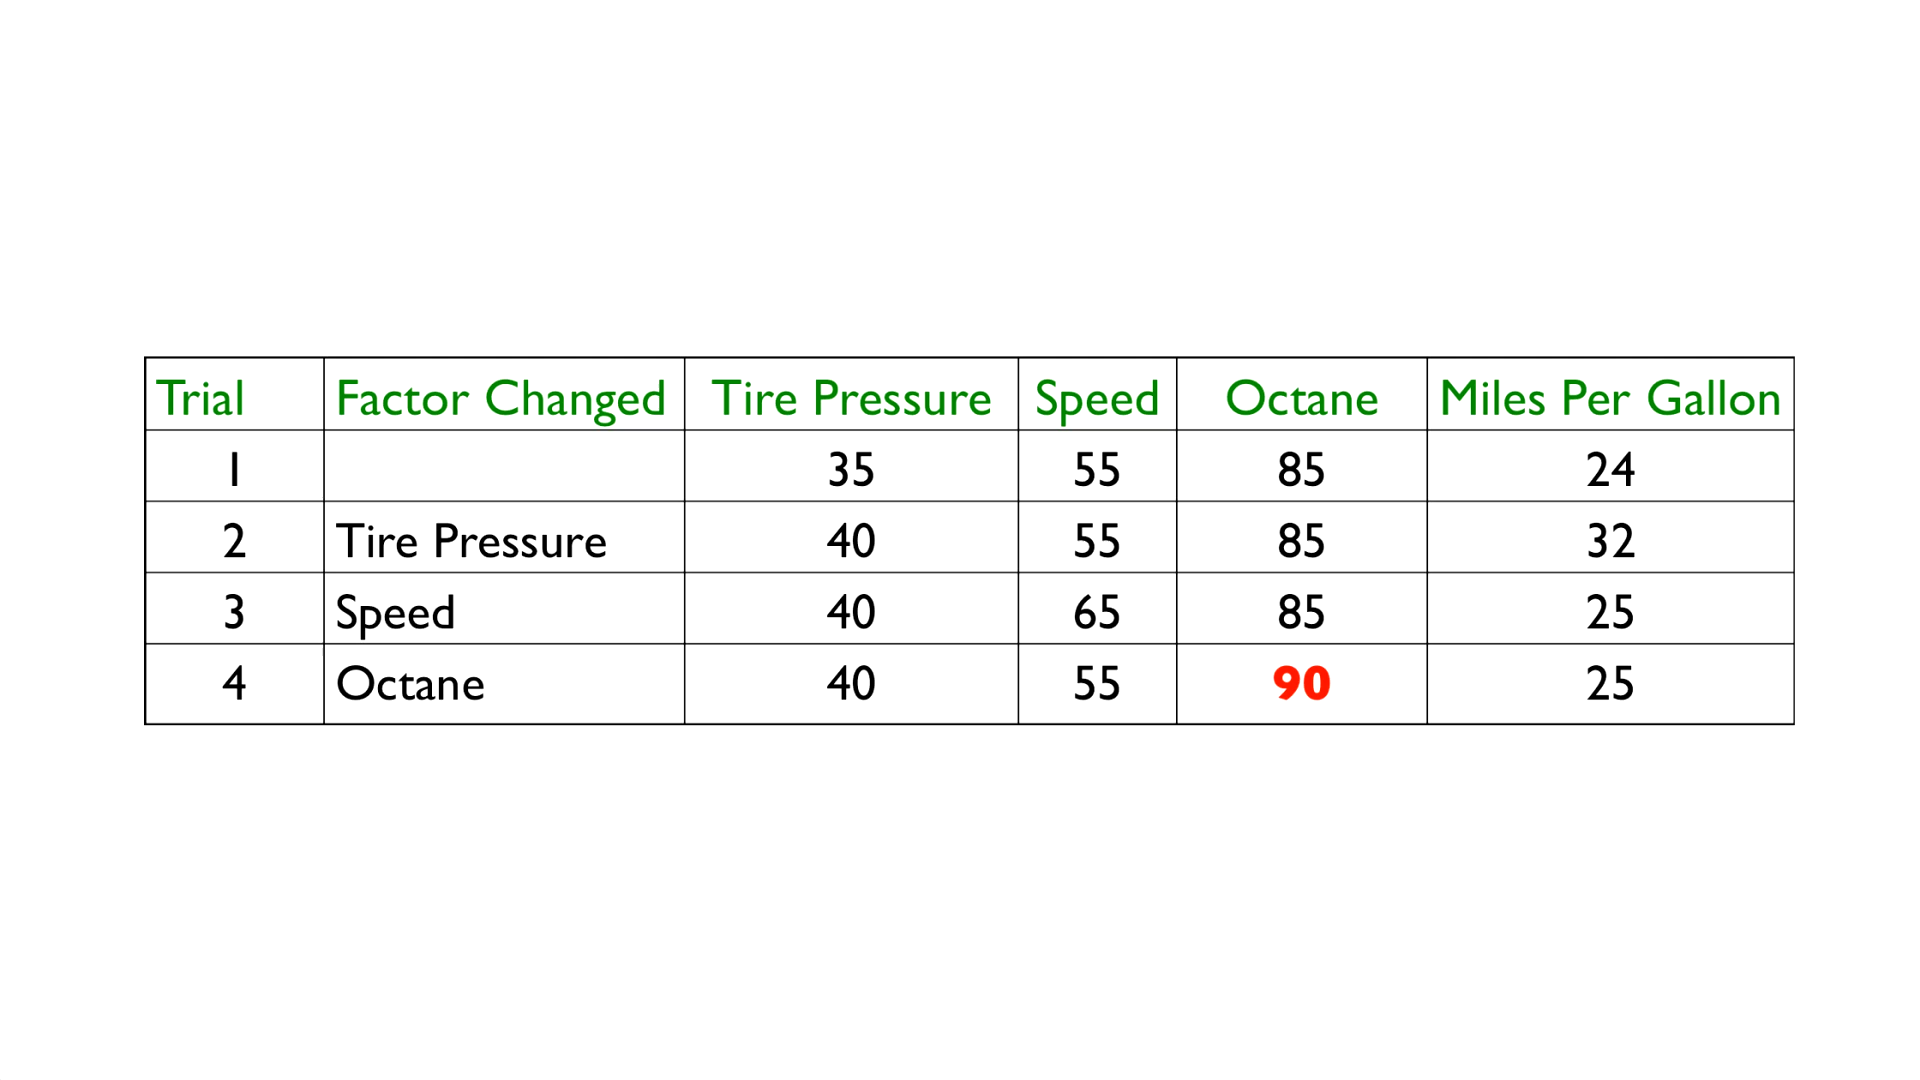 Trial Factor Changed Tire Pressure Speed Octane Miles Per Gallon
1 35 55 85 24
2 Tire Pressure 40 55 85 32
3 Speed 40 65 85 25
4 Octane 40 55 90 25